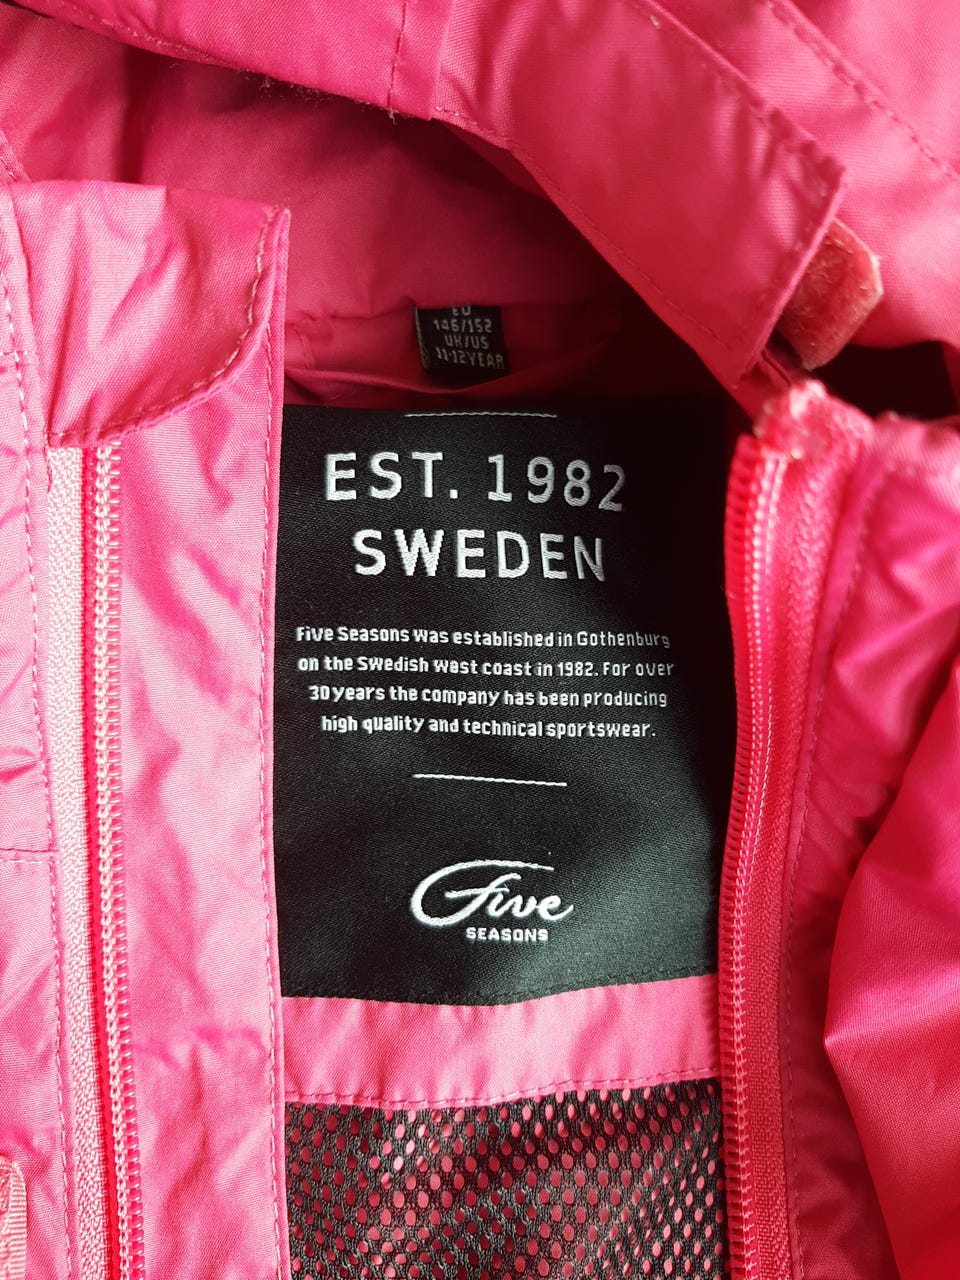 EU
146/152
UK/US
11-12YEAR
EST. 1982
SWEDEN
Five Seasons was established in Gothenburg
on the Swedish west coast in 1982. For over
30 years the company has been producing
high quality and technical sportswear.
Five
SEASONS